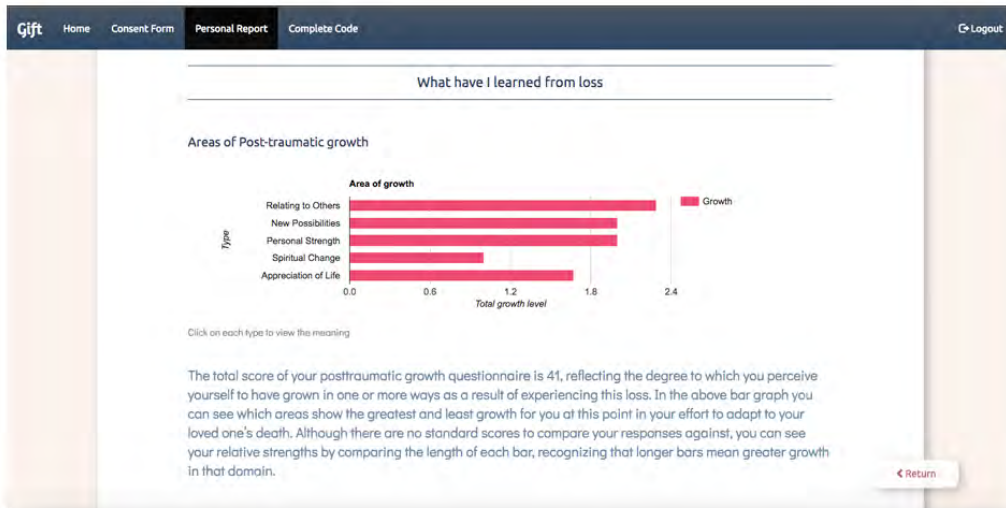 Gift Home Consent Form Personal Report Complete Code Logout
What have I learned from loss
Areas of Post-traumatic growth
Area of growth
Relating to Others
New Possibilities
Personal Strength
Spiritual Change
Appreciation of Life
Type
Growth
0.0 0.6 1.2 1.8 2.4
Total growth level
Click on each type to view the meaning
The total score of your posttraumatic growth questionnaire is 41, reflecting the degree to which you perceive
yourself to have grown in one or more ways as a result of experiencing this loss. In the above bar graph you
can see which areas show the greatest and least growth for you at this point in your effort to adapt to your
loved one's death. Although there are no standard scores to compare your responses against, you can see
your relative strengths by comparing the length of each bar, recognizing that longer bars mean greater growth
in that domain.
Return